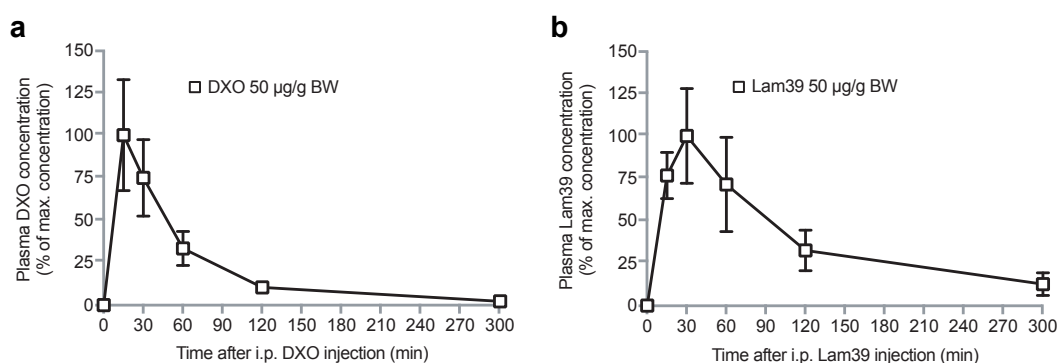 a
Plasma DXO concentration
(% of max. concentration)
150
125
100
75
50
25
0
DXO 50 µg/g BW
0 30 60 90 120 150 180 210 240 270 300
Time after i.p. DXO injection (min)
b
Plasma Lam39 concentration
(% of max. concentration)
150
125
100
75
50
25
0
Lam39 50 µg/g BW
0 30 60 90 120 150 180 210 240 270 300
Time after i.p. Lam39 injection (min)